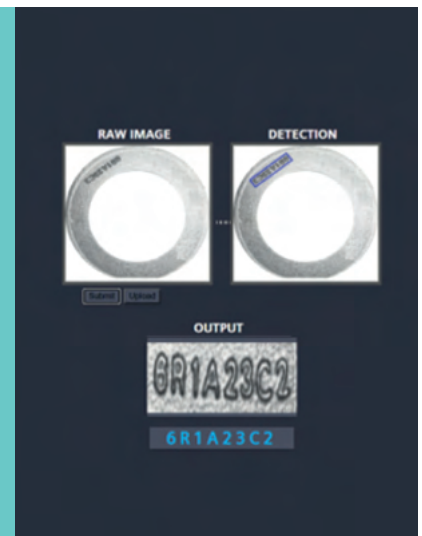 RAW IMAGE
DETECTION
Submit Upload
OUTPUT
6R1A23C2
6R1A23C2